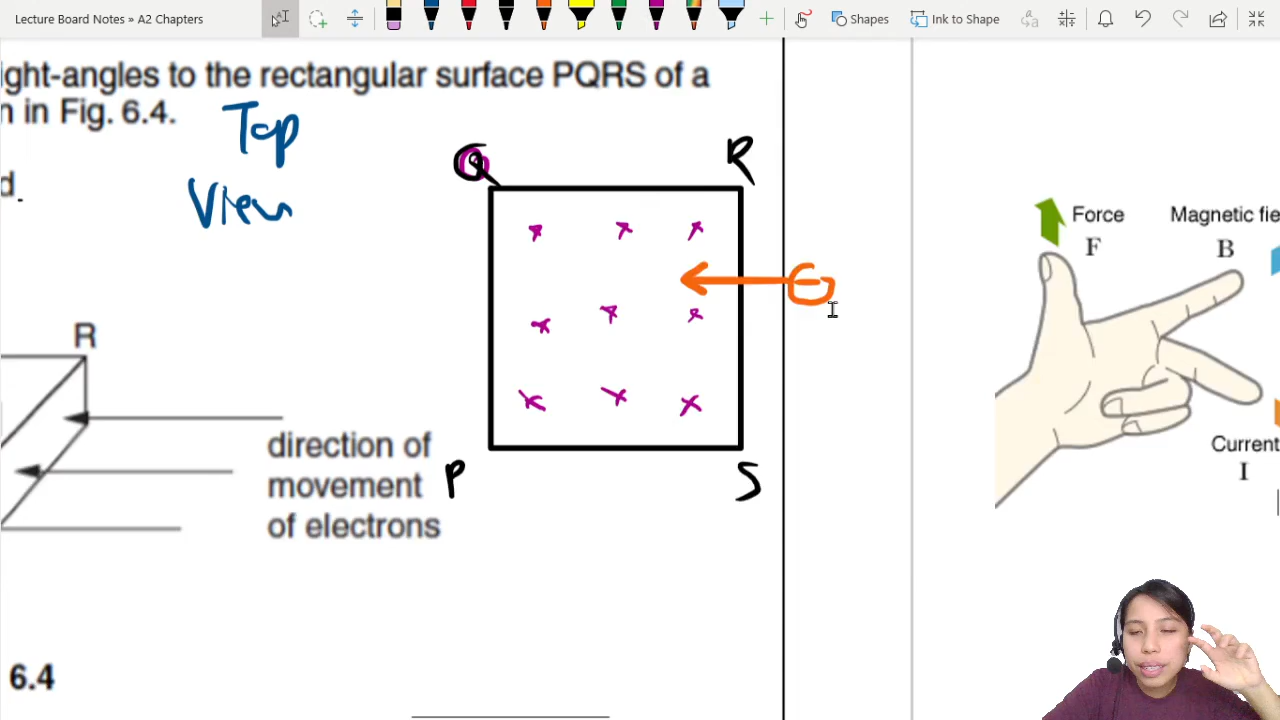 Lecture Board Notes » A2 Chapters
Shapes
Ink to Shape
ight-angles to the rectangular surface PQRS of a
n in Fig. 6.4.
Top
View
d.
Q
R
P
S
R
direction of
movement
of electrons
6.4
Force
F
Magnetic fie
B
Current
I